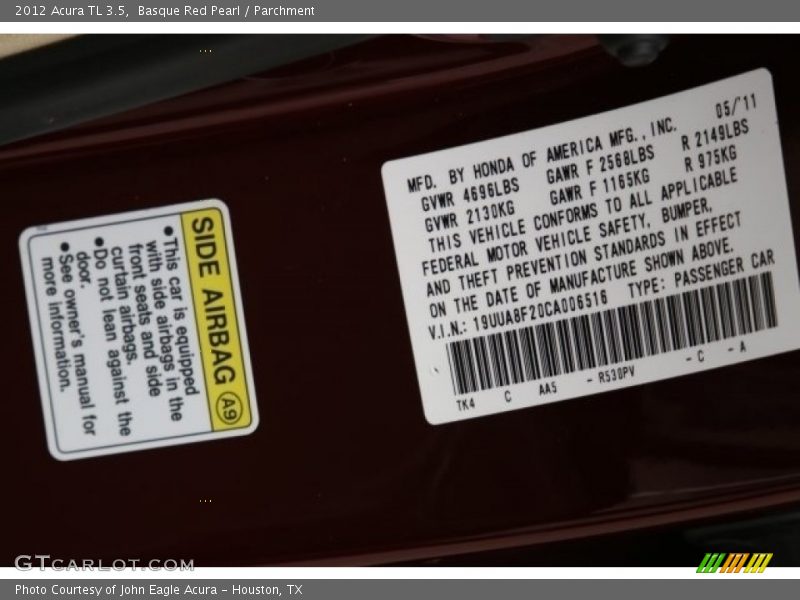 2012 Acura TL 3.5,  Basque Red Pearl / Parchment
SIDE AIRBAG A9
•This car is equipped
with side airbags in the
front seats and side
curtain airbags.
•Do not lean against the
door.
•See owner's manual for
more information.
MFD. BY HONDA OF AMERICA MFG., INC. 05/'11
GVWR 4696LBS GAWR F 2568LBS R 2149LBS
GVWR 2130KG GAWR F 1165KG R 975KG
THIS VEHICLE CONFORMS TO ALL APPLICABLE
FEDERAL MOTOR VEHICLE SAFETY, BUMPER,
AND THEFT PREVENTION STANDARDS IN EFFECT
ON THE DATE OF MANUFACTURE SHOWN ABOVE.
V.I.N.: 19UUA8F20CA006516 TYPE: PASSENGER CAR
TK4 C AA5 - R530PV - C - A
GTCARLOT.COM
Photo Courtesy of John Eagle Acura - Houston, TX